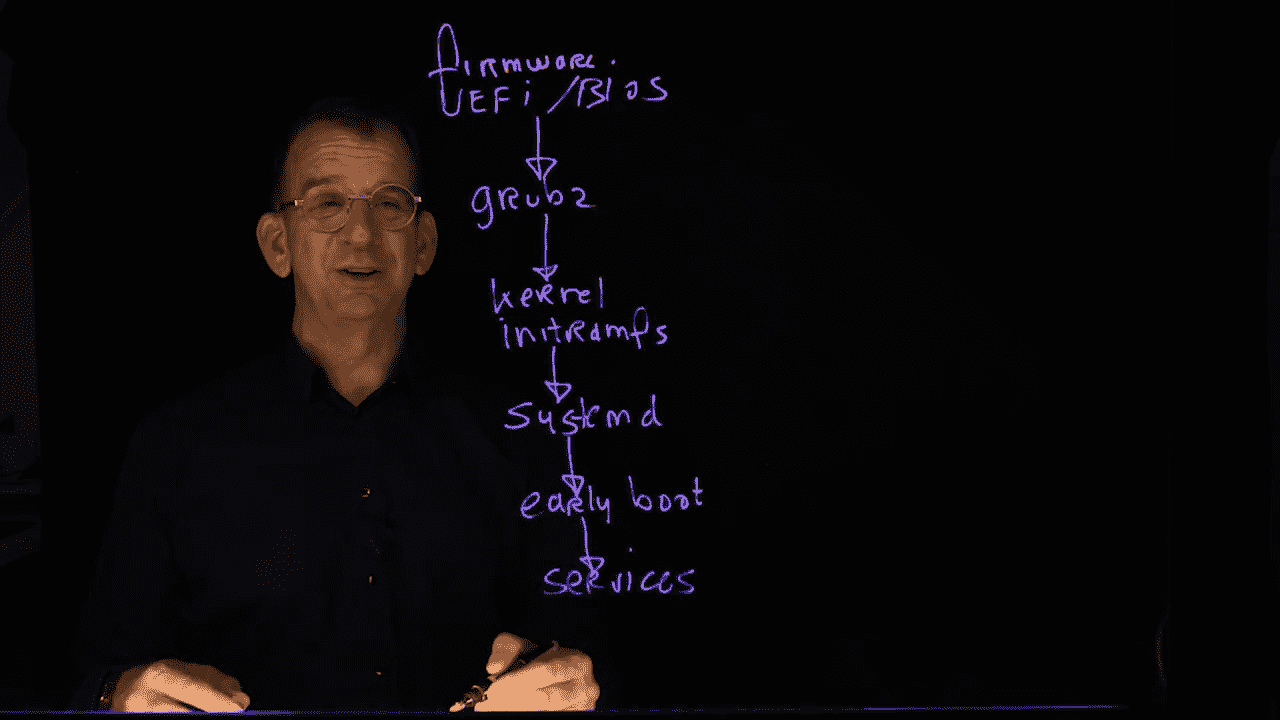 firmware.
UEFi/BIOS
grub2
kernel
initramfs
systemd
early boot
services